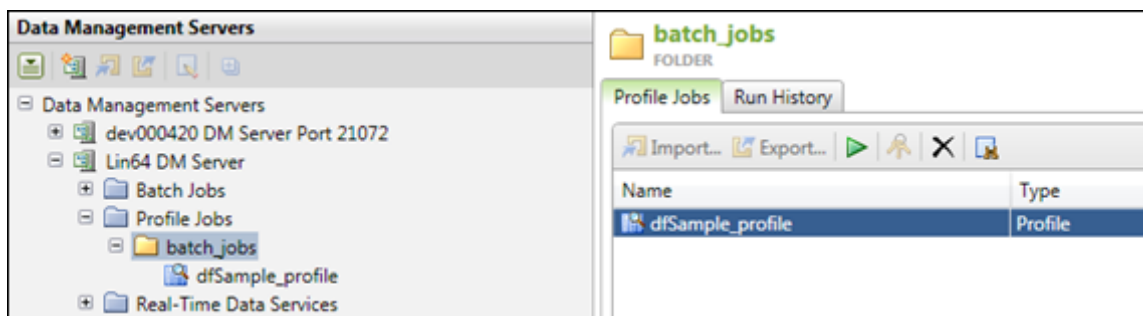 Data Management Servers
Data Management Servers
dev000420 DM Server Port 21072
Lin64 DM Server
Batch Jobs
Profile Jobs
batch_jobs
dfSample_profile
Real-Time Data Services
batch_jobs
FOLDER
Profile Jobs Run History
Import... Export...
Name Type
dfSample_profile Profile